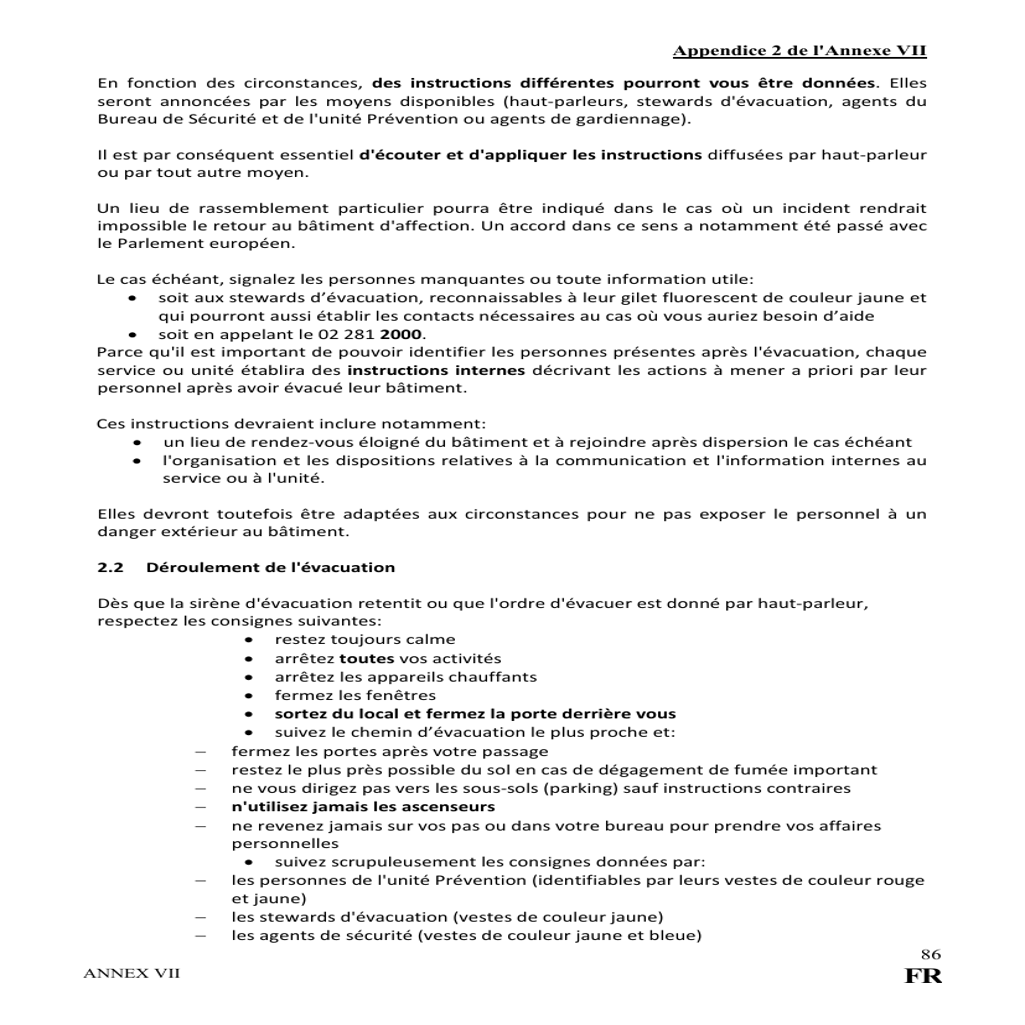 Appendice 2 de l'Annexe VII
En fonction des circonstances, des instructions différentes pourront vous être données. Elles
seront annoncées par les moyens disponibles (haut-parleurs, stewards d'évacuation, agents du
Bureau de Sécurité et de l'unité Prévention ou agents de gardiennage).
Il est par conséquent essentiel d'écouter et d'appliquer les instructions diffusées par haut-parleur
ou par tout autre moyen.
Un lieu de rassemblement particulier pourra être indiqué dans le cas où un incident rendrait
impossible le retour au bâtiment d'affection. Un accord dans ce sens a notamment été passé avec
le Parlement européen.
Le cas échéant, signalez les personnes manquantes ou toute information utile:
• soit aux stewards d’évacuation, reconnaissables à leur gilet fluorescent de couleur jaune et
qui pourront aussi établir les contacts nécessaires au cas où vous auriez besoin d’aide
• soit en appelant le 02 281 2000.
Parce qu'il est important de pouvoir identifier les personnes présentes après l'évacuation, chaque
service ou unité établira des instructions internes décrivant les actions à mener a priori par leur
personnel après avoir évacué leur bâtiment.
Ces instructions devraient inclure notamment:
• un lieu de rendez-vous éloigné du bâtiment et à rejoindre après dispersion le cas échéant
• l'organisation et les dispositions relatives à la communication et l'information internes au
service ou à l'unité.
Elles devront toutefois être adaptées aux circonstances pour ne pas exposer le personnel à un
danger extérieur au bâtiment.
2.2 Déroulement de l'évacuation
Dès que la sirène d'évacuation retentit ou que l'ordre d'évacuer est donné par haut-parleur,
respectez les consignes suivantes:
• restez toujours calme
• arrêtez toutes vos activités
• arrêtez les appareils chauffants
• fermez les fenêtres
• sortez du local et fermez la porte derrière vous
• suivez le chemin d’évacuation le plus proche et:
– fermez les portes après votre passage
– restez le plus près possible du sol en cas de dégagement de fumée important
– ne vous dirigez pas vers les sous-sols (parking) sauf instructions contraires
– n'utilisez jamais les ascenseurs
– ne revenez jamais sur vos pas ou dans votre bureau pour prendre vos affaires
personnelles
• suivez scrupuleusement les consignes données par:
– les personnes de l'unité Prévention (identifiables par leurs vestes de couleur rouge
et jaune)
– les stewards d'évacuation (vestes de couleur jaune)
– les agents de sécurité (vestes de couleur jaune et bleue)
86
ANNEX VII
FR